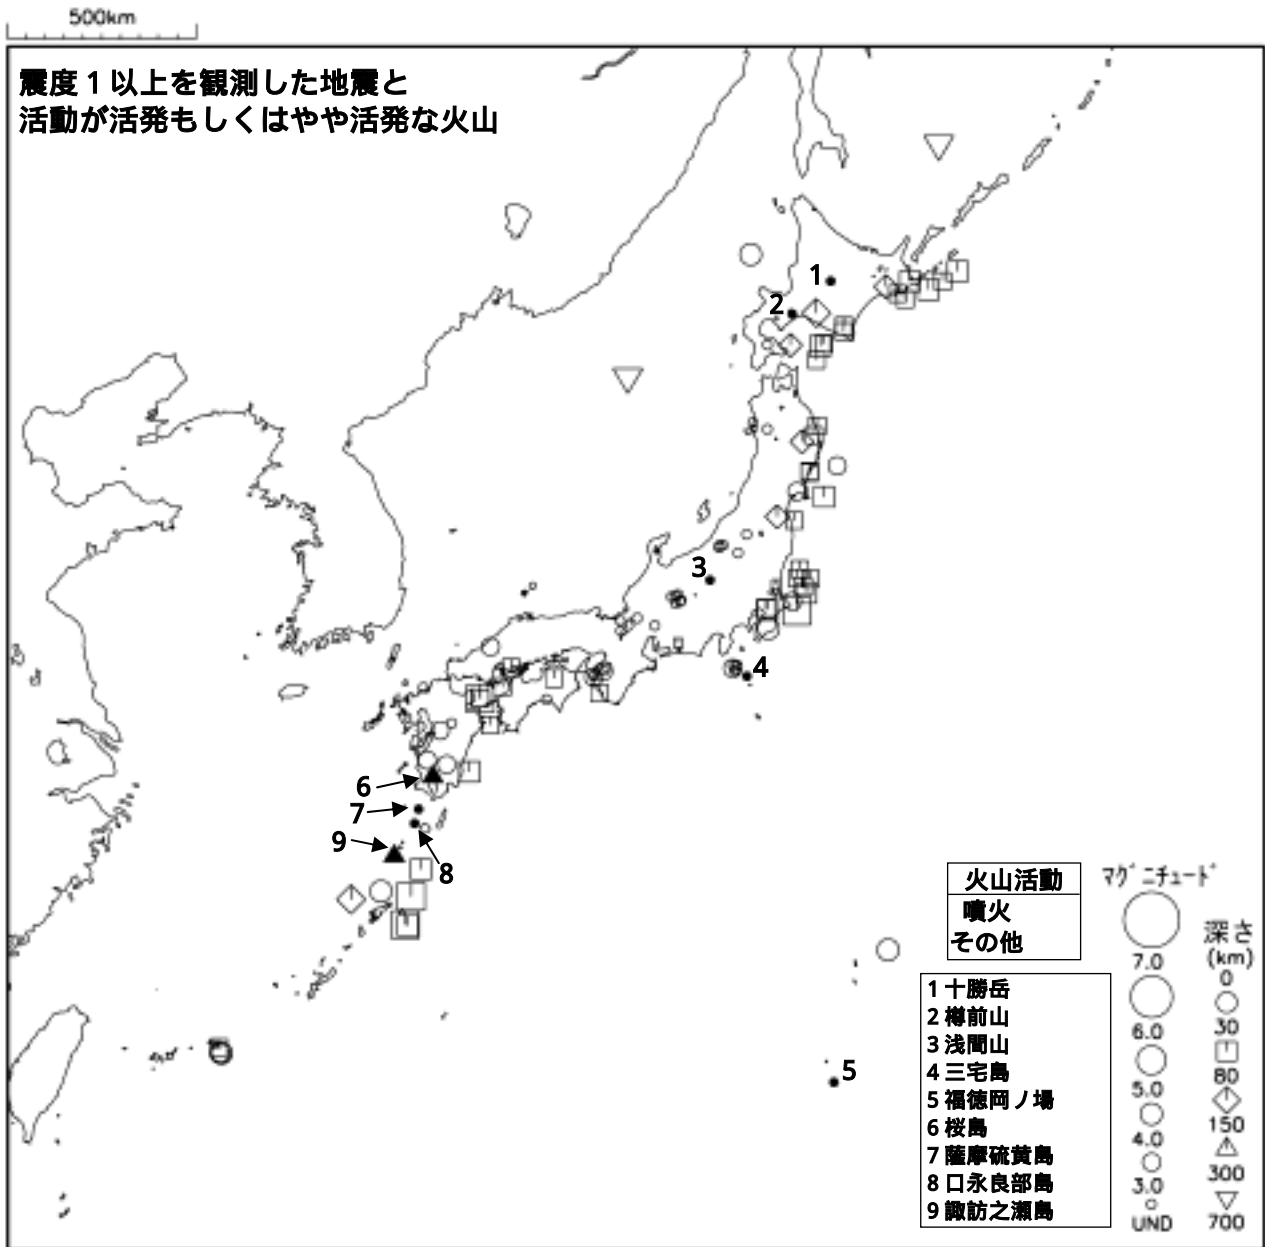 500km
震度１以上を観測した地震と
活動が活発もしくはやや活発な火山
1
2
3
4
6
7
9
8
5
火山活動
噴火
その他
1 十勝岳
2 樽前山
3 浅間山
4 三宅島
5 福徳岡ノ場
6 桜島
7 薩摩硫黄島
8 口永良部島
9 諏訪之瀬島
ﾏｸﾞﾆﾁｭｰﾄﾞ
7.0
6.0
5.0
4.0
3.0
UND
深さ
(km)
0
30
80
150
300
700